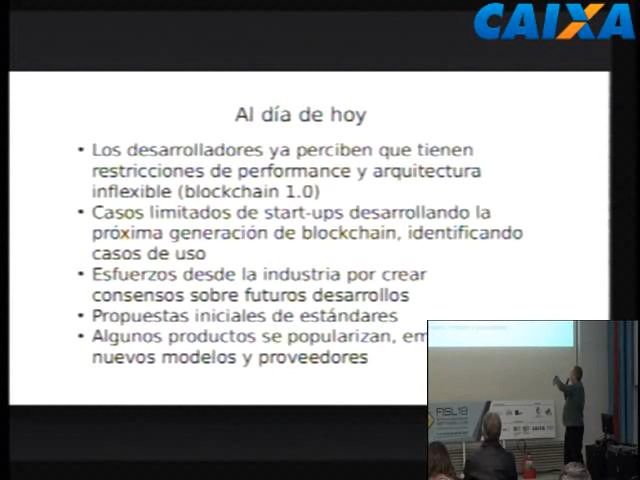 CAIXA
Al día de hoy
• Los desarrolladores ya perciben que tienen
restricciones de performance y arquitectura
inflexible (blockchain 1.0)
• Casos limitados de start-ups desarrollando la
próxima generación de blockchain, identificando
casos de uso
• Esfuerzos desde la industria por crear
consensos sobre futuros desarrollos
• Propuestas iniciales de estándares
• Algunos productos se popularizan, em
nuevos modelos y proveedores
FISL18
CAIXA